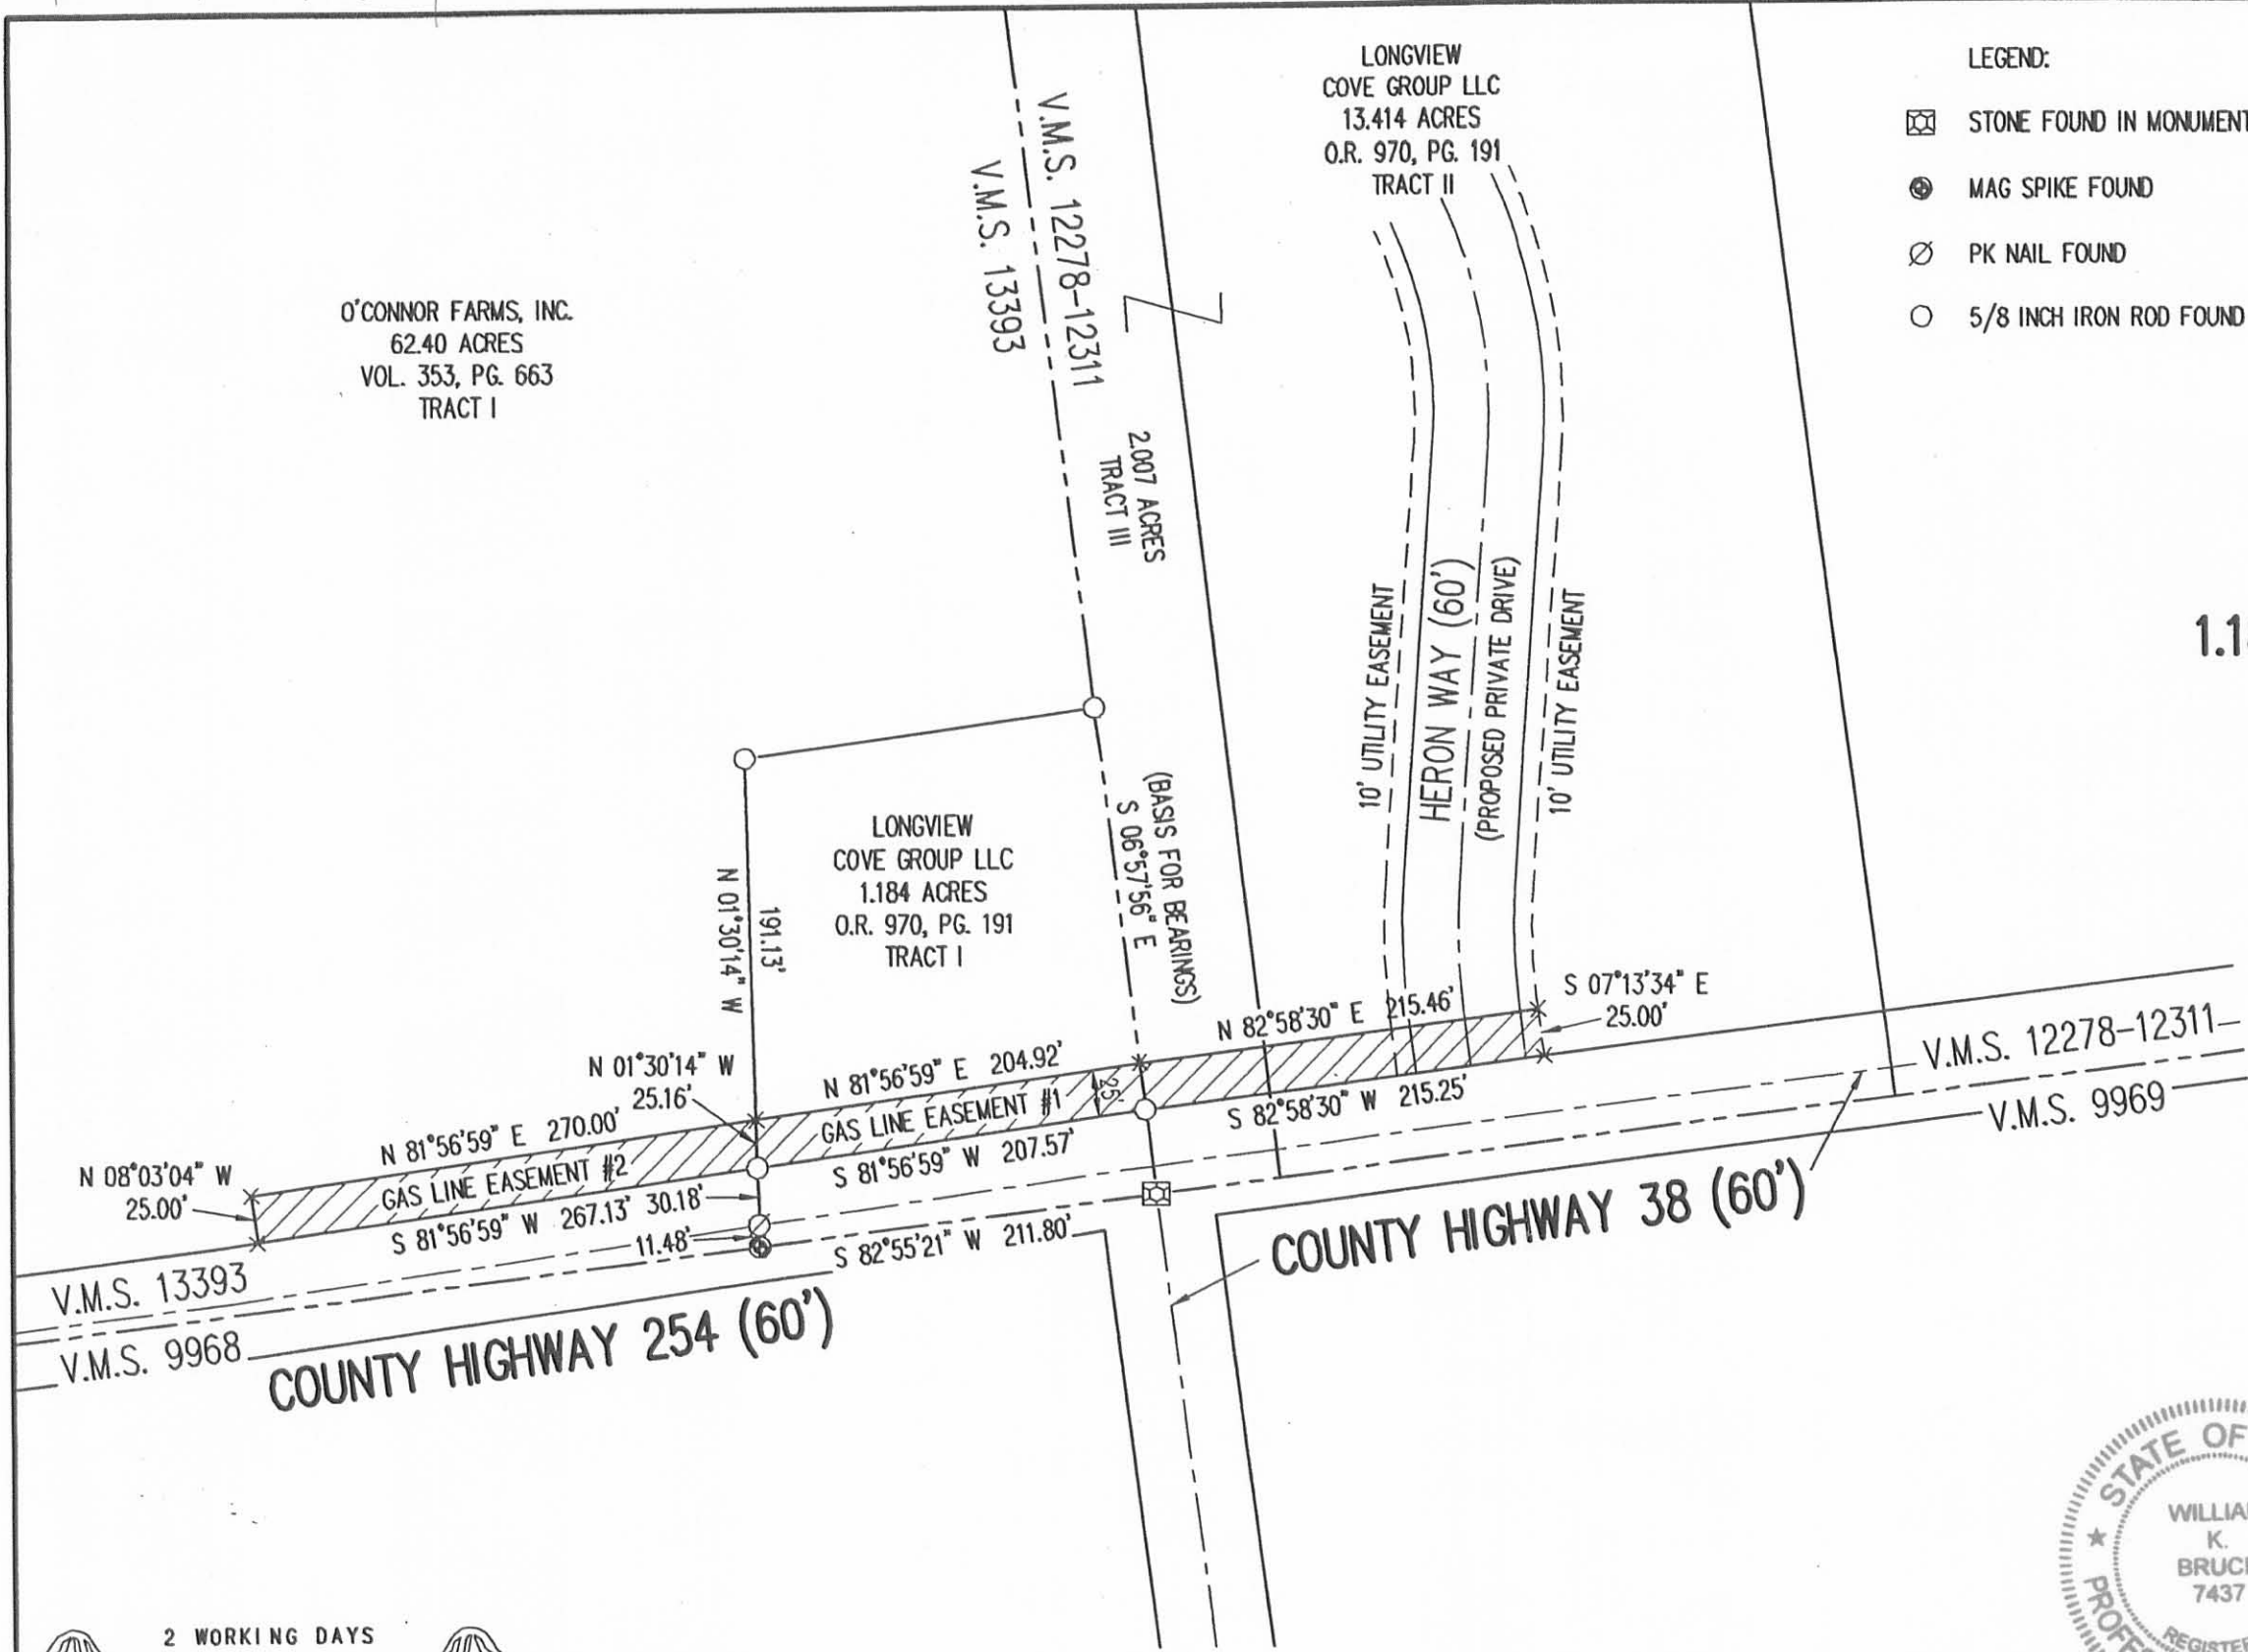 LONGVIEW
COVE GROUP LLC
13.414 ACRES
O.R. 970, PG. 191
TRACT II
LEGEND:
STONE FOUND IN MONUMENT
MAG SPIKE FOUND
PK NAIL FOUND
5/8 INCH IRON ROD FOUND
O'CONNOR FARMS, INC.
62.40 ACRES
VOL. 353, PG. 663
TRACT I
V.M.S. 12278-12311
V.M.S. 13393
2.007 ACRES
TRACT III
10' UTILITY EASEMENT
HERON WAY (60')
(PROPOSED PRIVATE DRIVE)
10' UTILITY EASEMENT
LONGVIEW
COVE GROUP LLC
1.184 ACRES
O.R. 970, PG. 191
TRACT I
191.13'
N 01°30'14" W
(BASIS FOR BEARINGS)
S 06°57'56" E
S 07°13'34" E
25.00'
N 82°58'30" E 215.46'
N 01°30'14" W
25.16'
N 81°56'59" E 204.92'
25'
GAS LINE EASEMENT #1
S 82°58'30" W 215.25'
N 81°56'59" E 270.00'
N 08°03'04" W
25.00'
GAS LINE EASEMENT #2
S 81°56'59" W 207.57'
S 81°56'59" W 267.13' 30.18'
11.48'
S 82°55'21" W 211.80'
V.M.S. 12278-12311
V.M.S. 9969
COUNTY HIGHWAY 38 (60')
V.M.S. 13393
V.M.S. 9968
COUNTY HIGHWAY 254 (60')
STATE OF
K.
7437
2 WORKING DAYS